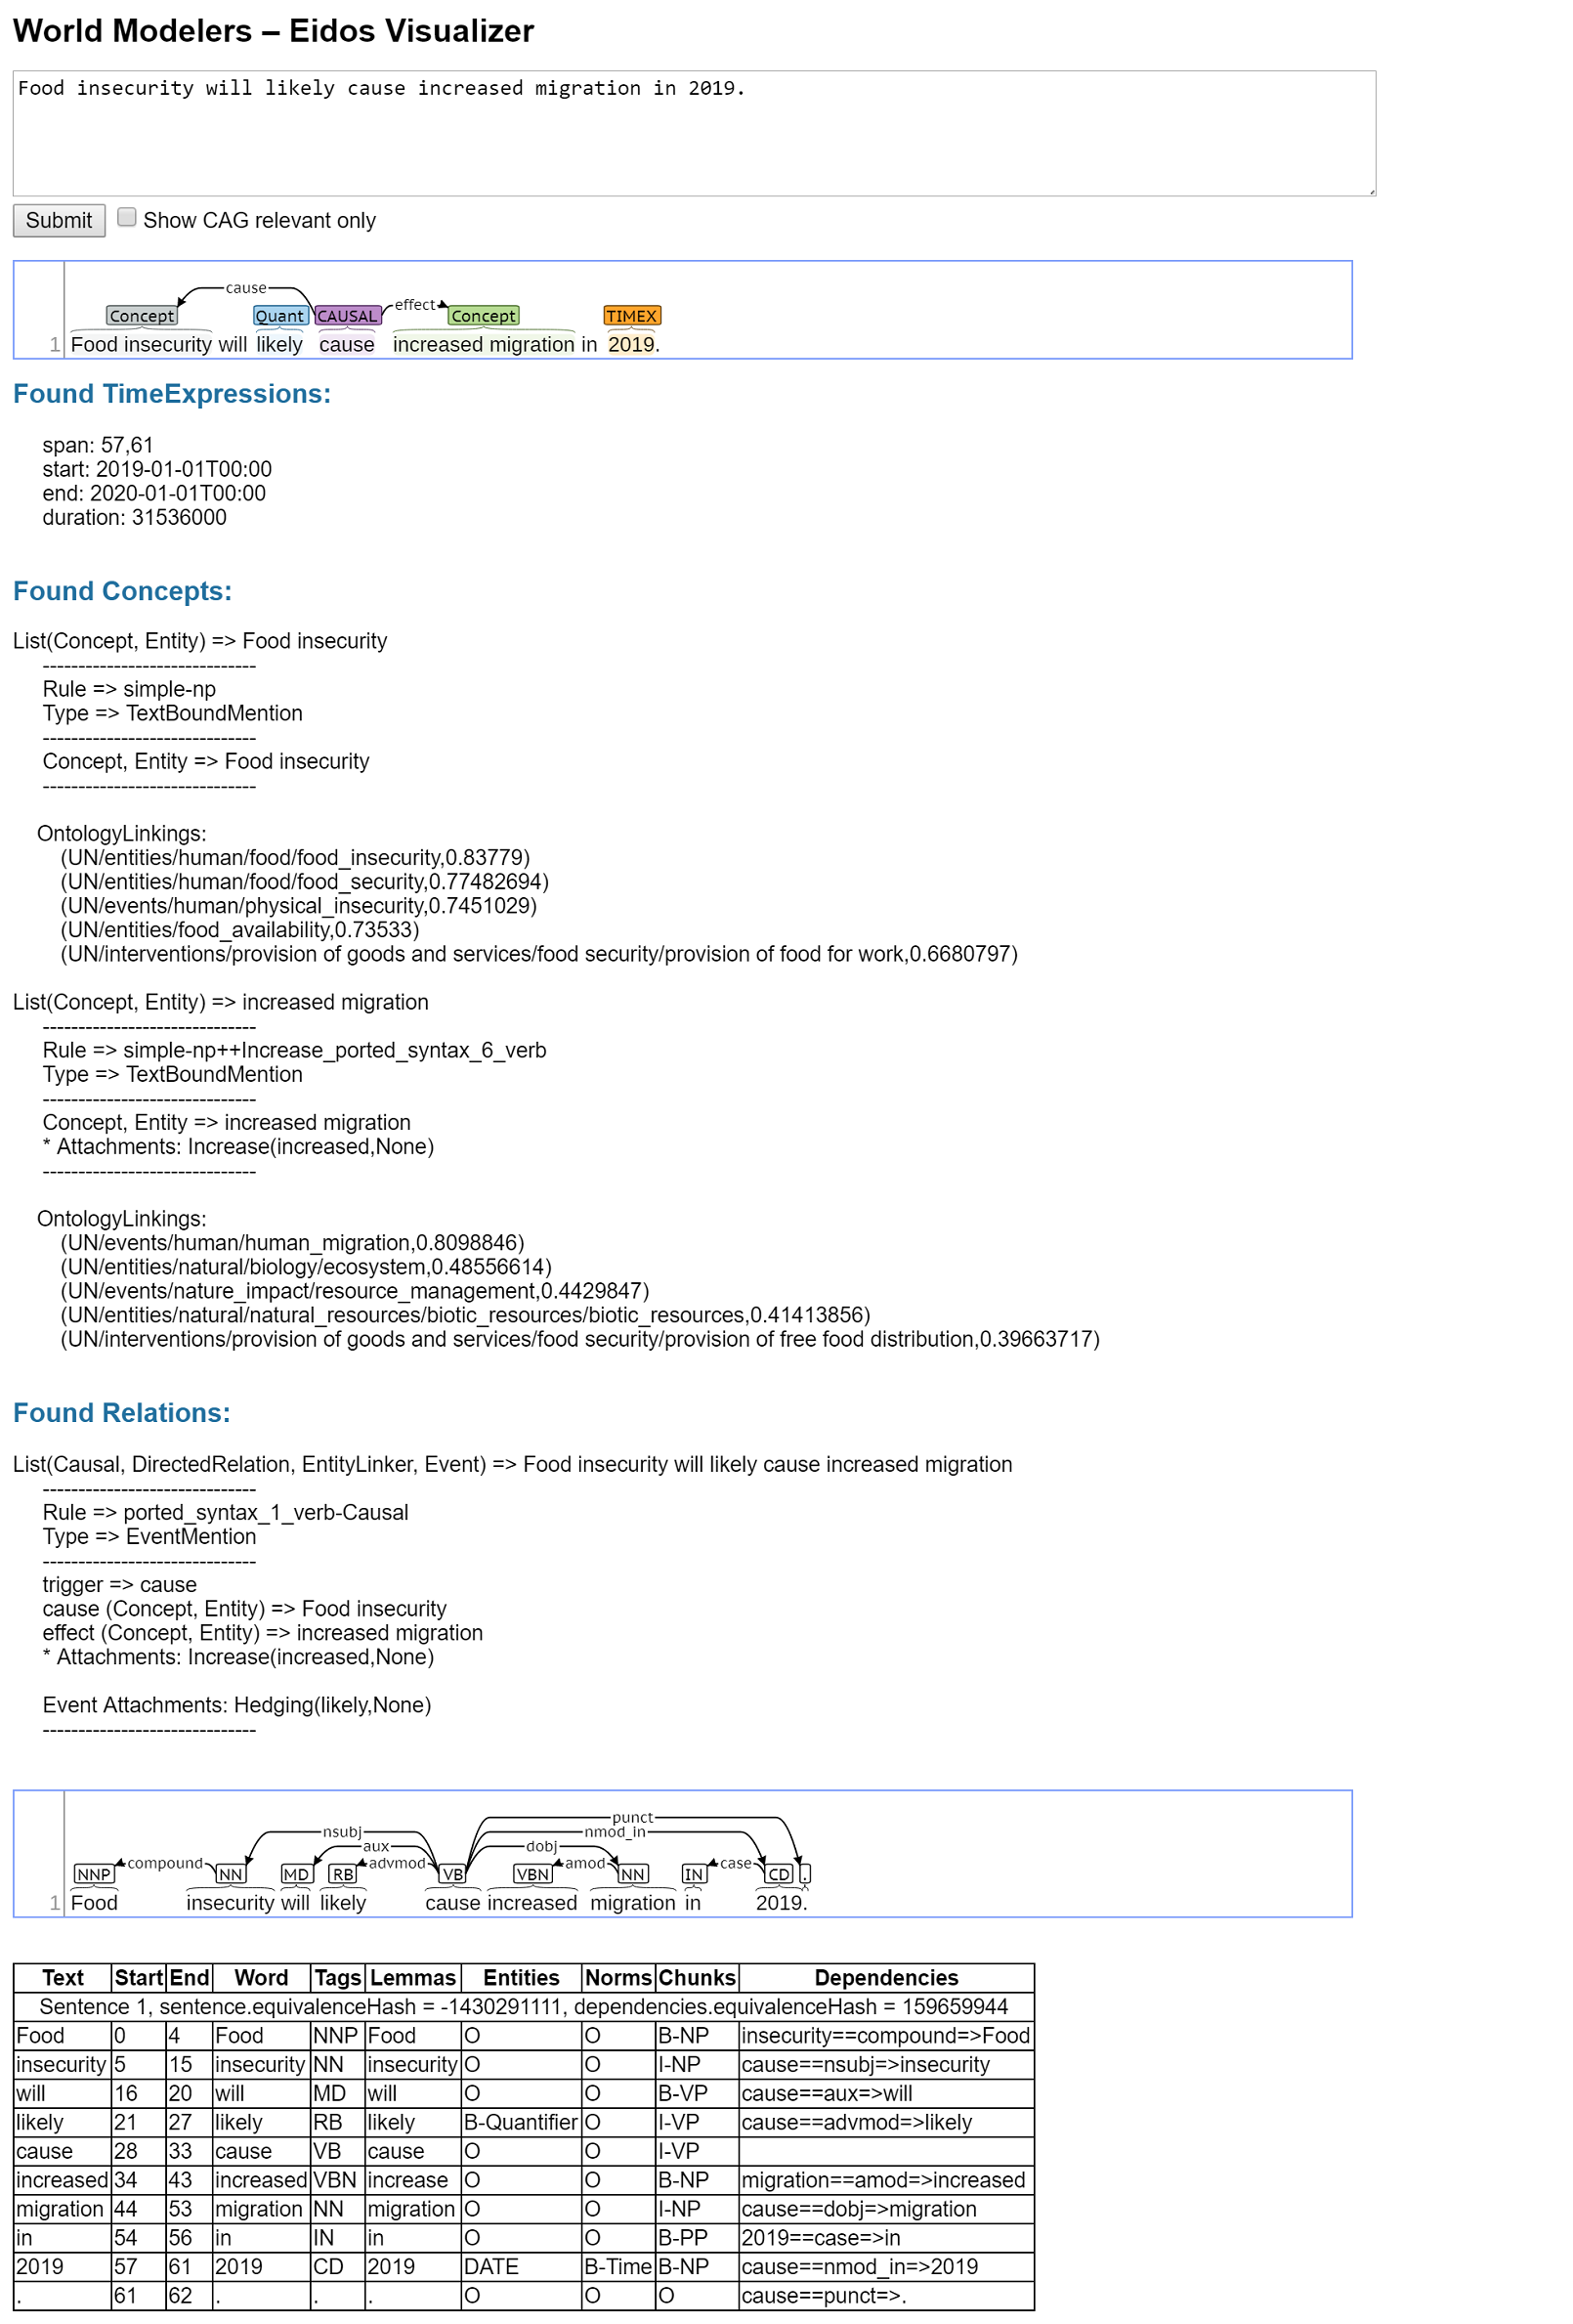 World Modelers – Eidos Visualizer
Food insecurity will likely cause increased migration in 2019.
Submit Show CAG relevant only
cause effect
Concept Quant CAUSAL Concept TIMEX
1 Food insecurity will likely cause increased migration in 2019.
Found TimeExpressions:
span: 57,61
start: 2019-01-01T00:00
end: 2020-01-01T00:00
duration: 31536000
Found Concepts:
List(Concept, Entity) => Food insecurity
------------------------------
Rule => simple-np
Type => TextBoundMention
------------------------------
Concept, Entity => Food insecurity
------------------------------
OntologyLinkings:
(UN/entities/human/food/food_insecurity,0.83779)
(UN/entities/human/food/food_security,0.77482694)
(UN/events/human/physical_insecurity,0.7451029)
(UN/entities/food_availability,0.73533)
(UN/interventions/provision of goods and services/food security/provision of food for work,0.6680797)
List(Concept, Entity) => increased migration
------------------------------
Rule => simple-np++Increase_ported_syntax_6_verb
Type => TextBoundMention
------------------------------
Concept, Entity => increased migration
* Attachments: Increase(increased,None)
------------------------------
OntologyLinkings:
(UN/events/human/human_migration,0.8098846)
(UN/entities/natural/biology/ecosystem,0.48556614)
(UN/events/nature_impact/resource_management,0.4429847)
(UN/entities/natural/natural_resources/biotic_resources/biotic_resources,0.41413856)
(UN/interventions/provision of goods and services/food security/provision of free food distribution,0.39663717)
Found Relations:
List(Causal, DirectedRelation, EntityLinker, Event) => Food insecurity will likely cause increased migration
------------------------------
Rule => ported_syntax_1_verb-Causal
Type => EventMention
------------------------------
trigger => cause
cause (Concept, Entity) => Food insecurity
effect (Concept, Entity) => increased migration
* Attachments: Increase(increased,None)
Event Attachments: Hedging(likely,None)
------------------------------
punct
nsubj nmod_in
aux dobj
compound advmod amod case
NNP NN MD RB VB VBN NN IN CD .
1 Food insecurity will likely cause increased migration in 2019.
Text Start End Word Tags Lemmas Entities Norms Chunks Dependencies
Sentence 1, sentence.equivalenceHash = -1430291111, dependencies.equivalenceHash = 159659944
Food 0 4 Food NNP Food O O B-NP insecurity==compound=>Food
insecurity 5 15 insecurity NN insecurity O O I-NP cause==nsubj=>insecurity
will 16 20 will MD will O O B-VP cause==aux=>will
likely 21 27 likely RB likely B-Quantifier O I-VP cause==advmod=>likely
cause 28 33 cause VB cause O O I-VP
increased 34 43 increased VBN increase O O B-NP migration==amod=>increased
migration 44 53 migration NN migration O O I-NP cause==dobj=>migration
in 54 56 in IN in O O B-PP 2019==case=>in
2019 57 61 2019 CD 2019 DATE B-Time B-NP cause==nmod_in=>2019
. 61 62 . . . O O O cause==punct=>.